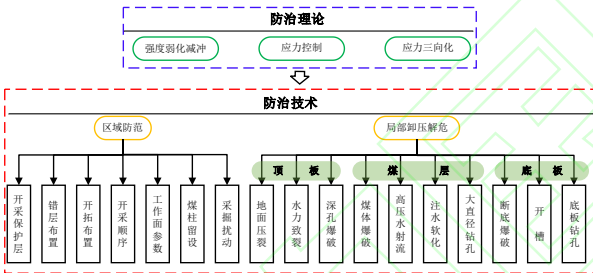 防治理论
强度弱化减冲
应力控制
应力三向化
防治技术
区域防范
局部卸压解危
顶 板
煤 层
底 板
开采保护层
错层布置
开拓布置
开采顺序
工作面参数
煤柱留设
采掘扰动
地面压裂
水力致裂
深孔爆破
煤体爆破
高压水射流
注水软化
大直径钻孔
断底爆破
开槽
底板钻孔